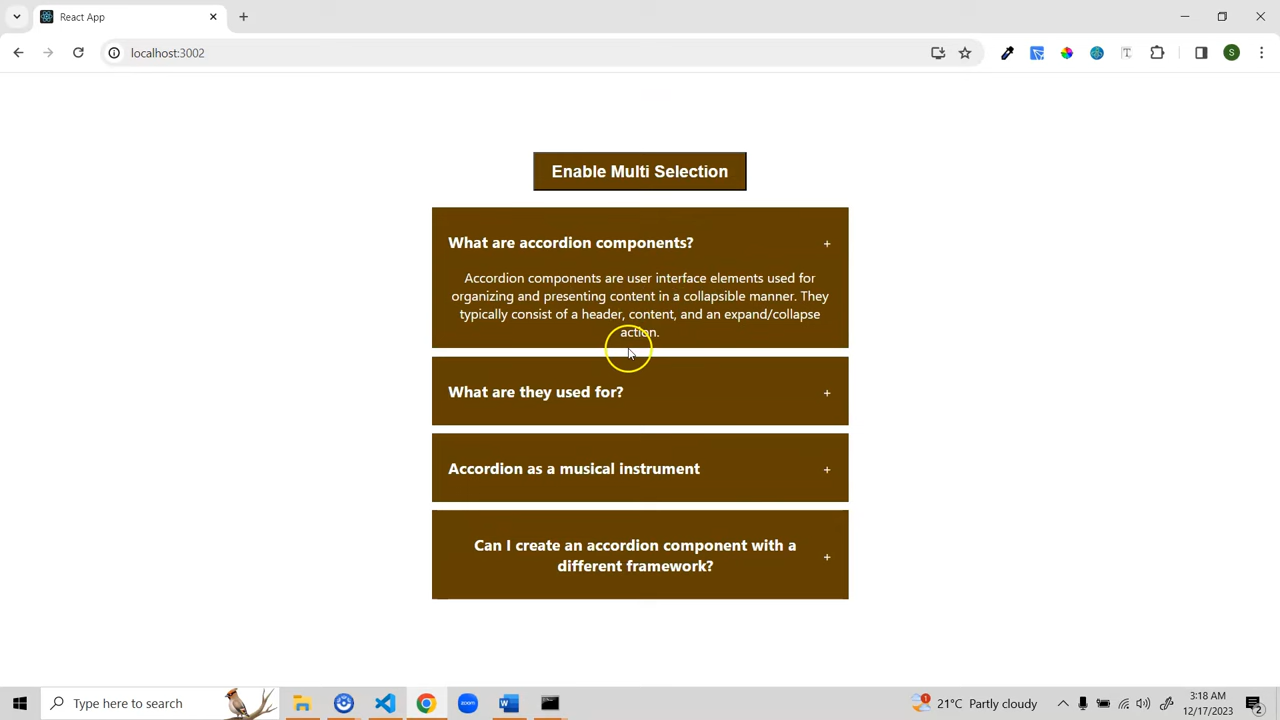 React App
localhost:3002
S
Enable Multi Selection
What are accordion components?
+
Accordion components are user interface elements used for
organizing and presenting content in a collapsible manner. They
typically consist of a header, content, and an expand/collapse
action.
What are they used for?
+
Accordion as a musical instrument
+
Can I create an accordion component with a
different framework?
+
Type here to search
zoom
1
21°C Partly cloudy
3:18 AM
12/17/2023
2